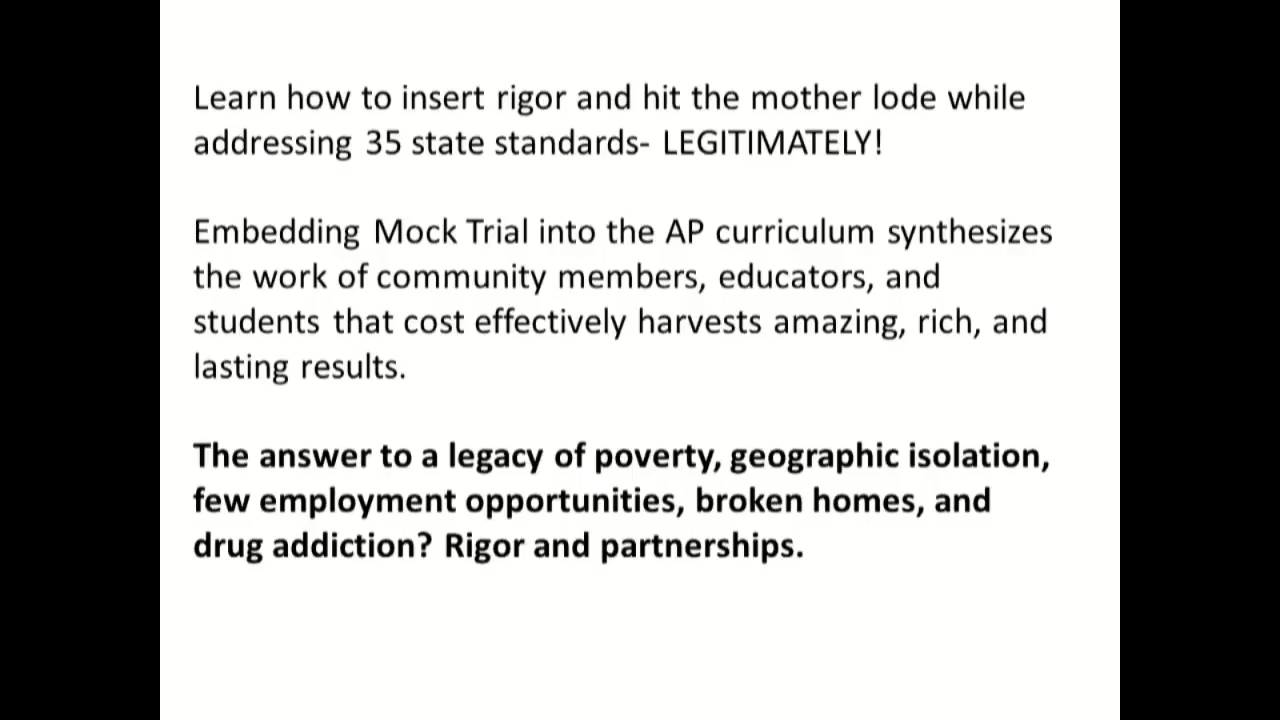 Learn how to insert rigor and hit the mother lode while
addressing 35 state standards- LEGITIMATELY!
Embedding Mock Trial into the AP curriculum synthesizes
the work of community members, educators, and
students that cost effectively harvests amazing, rich, and
lasting results.
The answer to a legacy of poverty, geographic isolation,
few employment opportunities, broken homes, and
drug addiction? Rigor and partnerships.